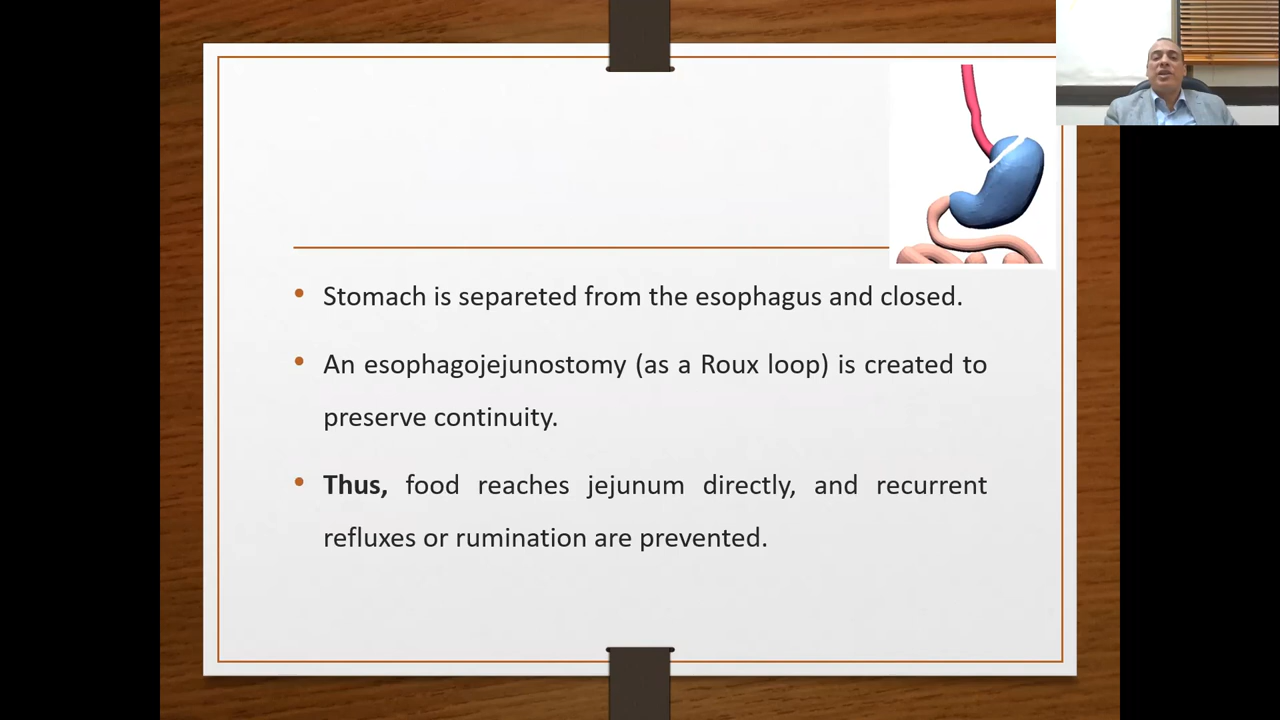 Stomach is separeted from the esophagus and closed.
An esophagojejunostomy (as a Roux loop) is created to
preserve continuity.
Thus, food reaches jejunum directly, and recurrent
refluxes or rumination are prevented.